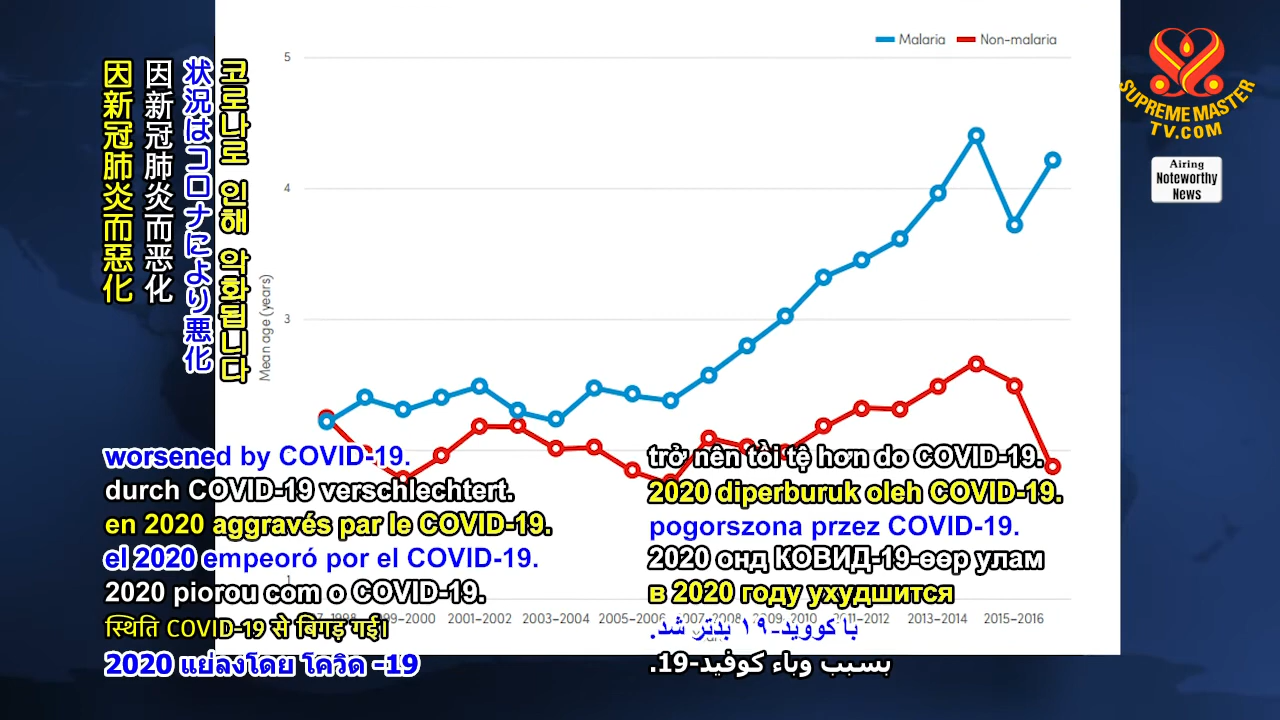 Malaria Non-malaria
SUPREME MASTER
TV.COM
Airing
Noteworthy
News
因新冠肺炎而惡化
因新冠肺炎而恶化
状況はコロナにより悪化
코로나로 인해 악화됩니다
Mean age (years)
5
4
3
1
worsened by COVID-19.
durch COVID-19 verschlechtert.
en 2020 aggravés par le COVID-19.
el 2020 empeoró por el COVID-19.
2020 piorou com o COVID-19.
स्थिति COVID-19 से बिगड़ गई।
2020 แย่ลงโดย โควิด -19
trở nên tồi tệ hơn do COVID-19.
2020 diperburuk oleh COVID-19.
pogorszona przez COVID-19.
2020 онд КОВИД-19-өөр улам
в 2020 году ухудшится
با کووید-۱۹ بدتر شد.
بسبب وباء كوفيد-19.
2001–2002 2003–2004 2005–2006 2011–2012 2013–2014 2015–2016